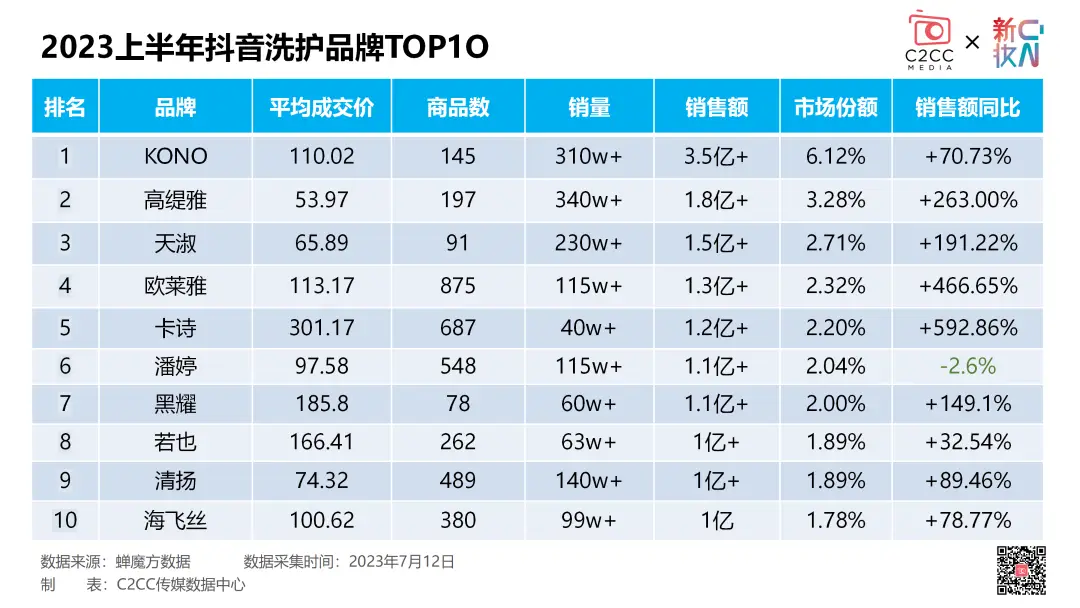 2023上半年抖音洗护品牌TOP1O
C2CC
MEDIA
×
新C
妆N
排名 品牌 平均成交价 商品数 销量 销售额 市场份额 销售额同比
1 KONO 110.02 145 310w+ 3.5亿+ 6.12% +70.73%
2 高缇雅 53.97 197 340w+ 1.8亿+ 3.28% +263.00%
3 天淑 65.89 91 230w+ 1.5亿+ 2.71% +191.22%
4 欧莱雅 113.17 875 115w+ 1.3亿+ 2.32% +466.65%
5 卡诗 301.17 687 40w+ 1.2亿+ 2.20% +592.86%
6 潘婷 97.58 548 115w+ 1.1亿+ 2.04% -2.6%
7 黑耀 185.8 78 60w+ 1.1亿+ 2.00% +149.1%
8 若也 166.41 262 63w+ 1亿+ 1.89% +32.54%
9 清扬 74.32 489 140w+ 1亿+ 1.89% +89.46%
10 海飞丝 100.62 380 99w+ 1亿 1.78% +78.77%
数据来源：蝉魔方数据 数据采集时间：2023年7月12日
制 表：C2CC传媒数据中心